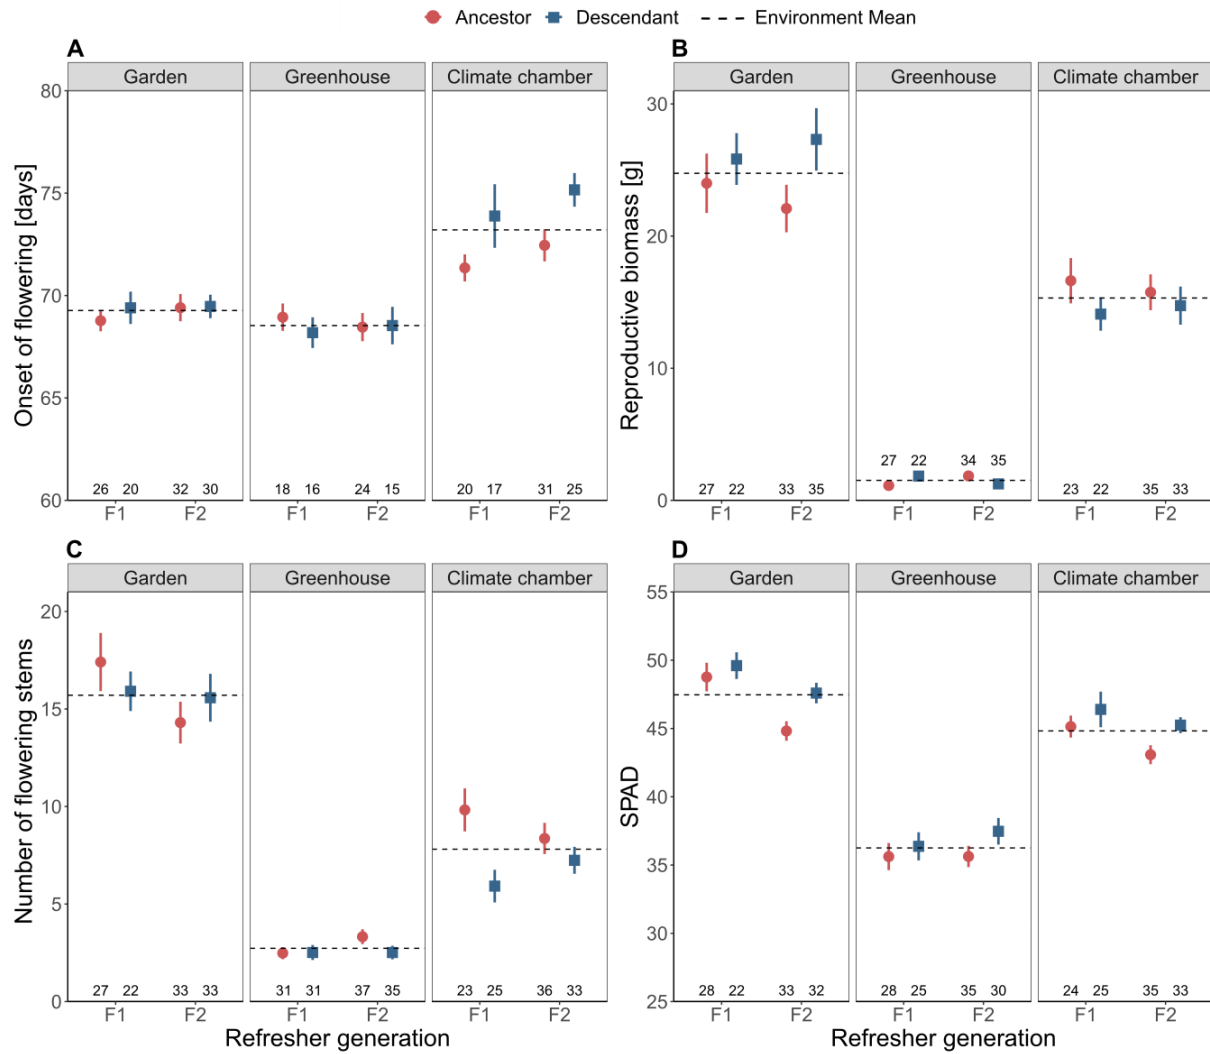 Ancestor Descendant Environment Mean
A
Garden Greenhouse Climate chamber
Onset of flowering [days]
80
75
70
65
60
26 20 32 30 18 16 24 15 20 17 31 25
F1 F2 F1 F2 F1 F2
B
Garden Greenhouse Climate chamber
Reproductive biomass [g]
30
20
10
0
27 22 34 35
27 22 33 35 23 22 35 33
F1 F2 F1 F2 F1 F2
C
Garden Greenhouse Climate chamber
Number of flowering stems
20
15
10
5
0
27 22 33 33 31 31 37 35 23 25 36 33
F1 F2 F1 F2 F1 F2
Refresher generation
D
Garden Greenhouse Climate chamber
SPAD
55
50
45
40
35
30
25
28 22 33 32 28 25 35 30 24 25 35 33
F1 F2 F1 F2 F1 F2
Refresher generation